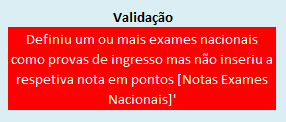 Validação
Definiu um ou mais exames nacionais
como provas de ingresso mas não inseriu a
respetiva nota em pontos [Notas Exames
Nacionais]'